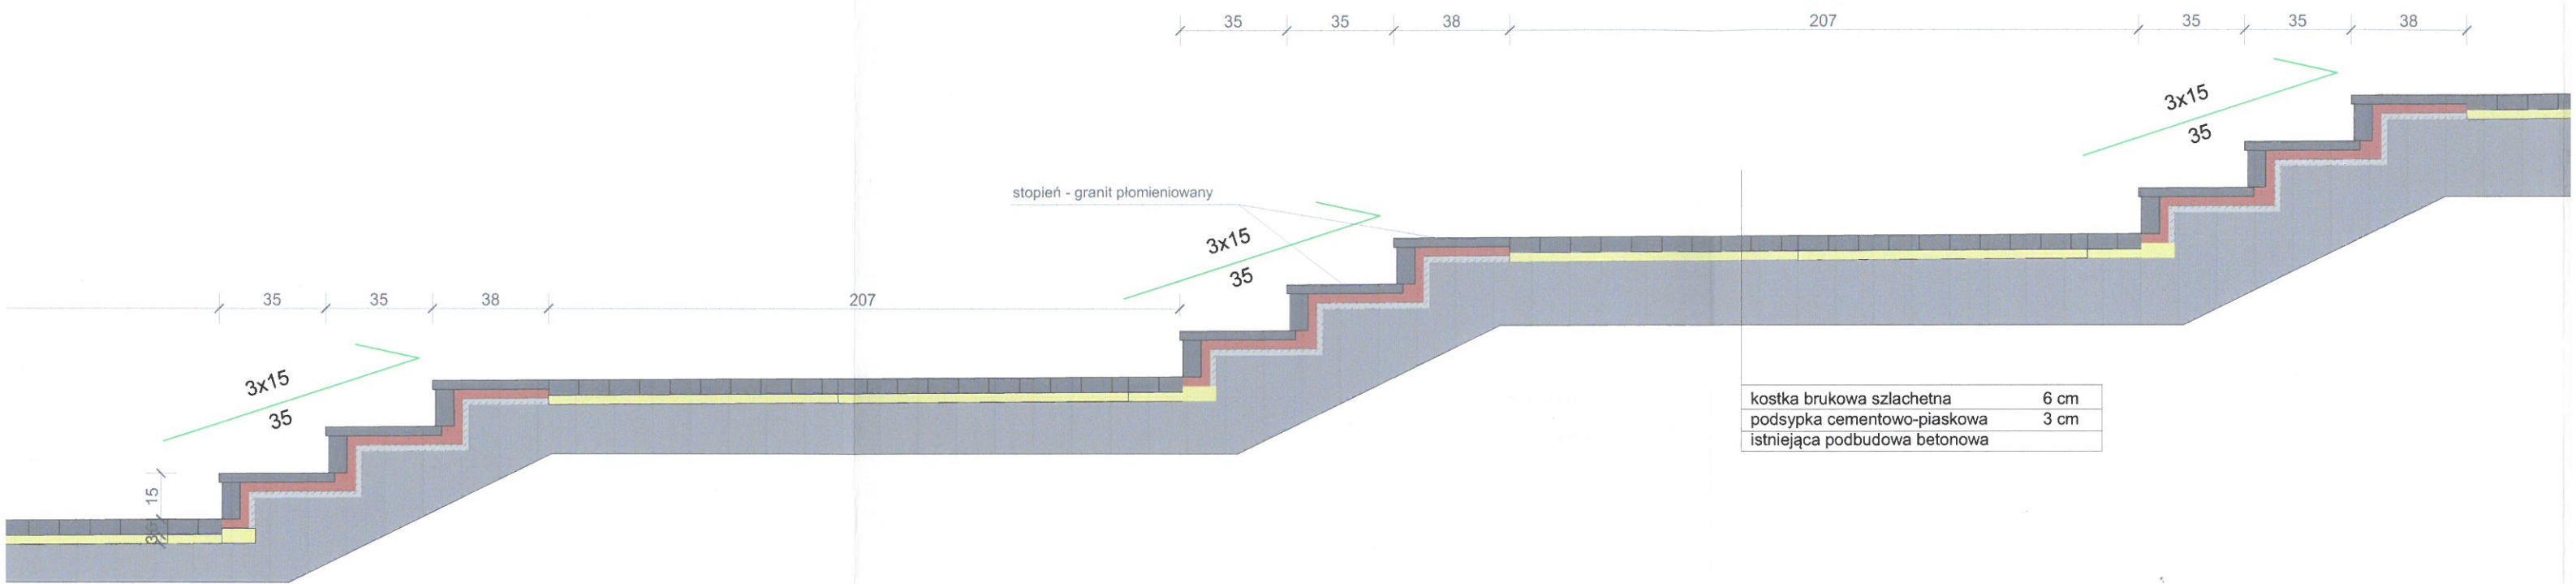 35 35 38 207 35 35 38
3x15
35
stopień - granit płomieniowany
3x15
35
35 35 38 207
3x15
35
kostka brukowa szlachetna 6 cm
podsypka cementowo-piaskowa 3 cm
istniejąca podbudowa betonowa
15
3